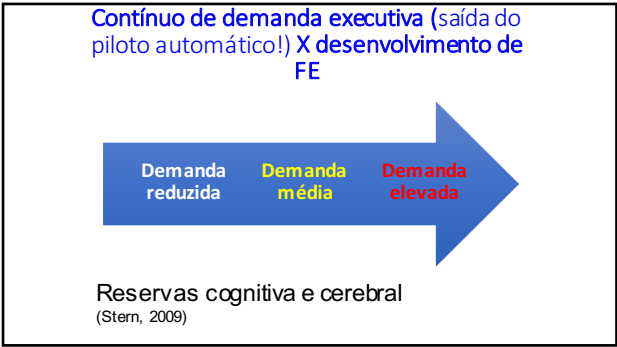 Contínuo de demanda executiva (saída do
piloto automático!) X desenvolvimento de
FE
Demanda Demanda Demanda
reduzida média elevada
Reservas cognitiva e cerebral
(Stern, 2009)